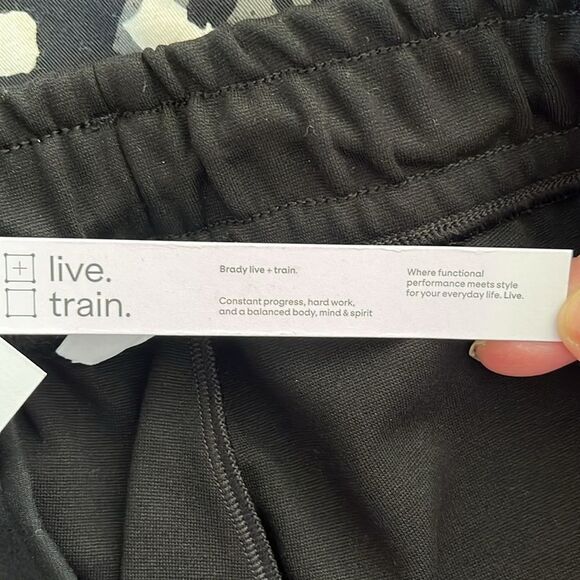 live.
train.
Brady live + train.
Constant progress, hard work,
and a balanced body, mind & spirit
Where functional
performance meets style
for your everyday life. Live.